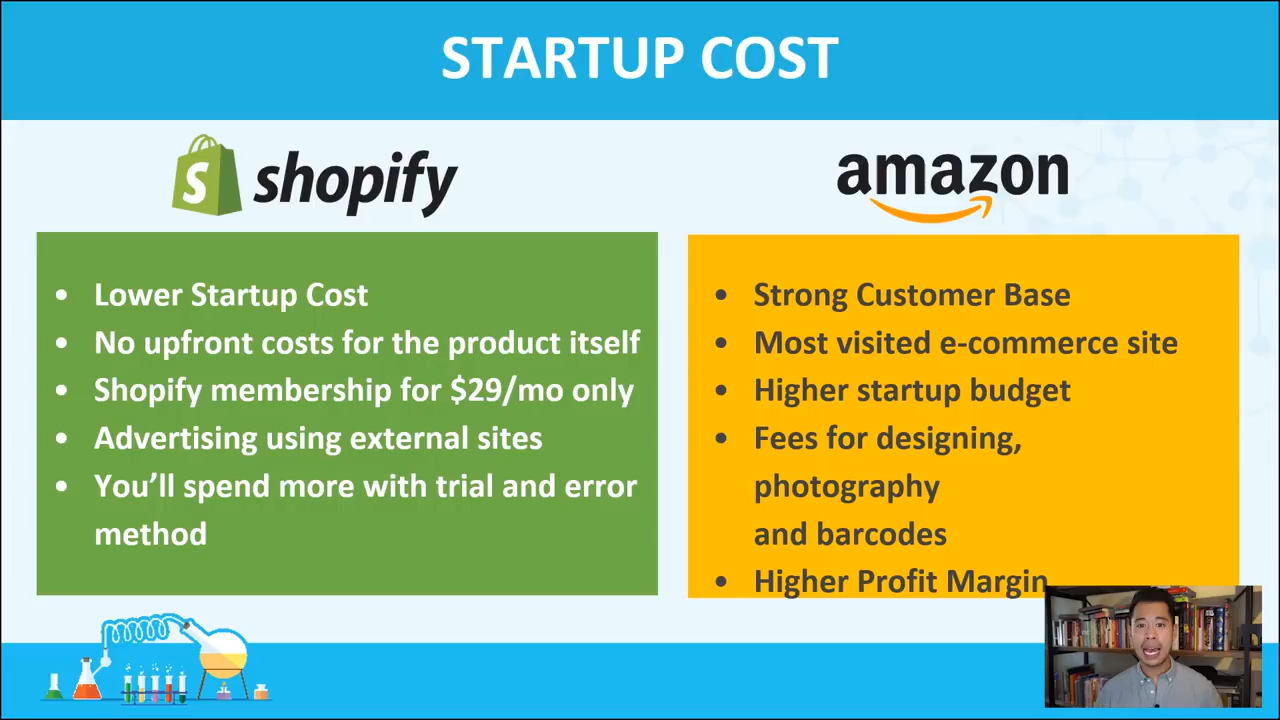 STARTUP COST
S shopify
amazon
• Lower Startup Cost
• No upfront costs for the product itself
• Shopify membership for $29/mo only
• Advertising using external sites
• You’ll spend more with trial and error
method
• Strong Customer Base
• Most visited e-commerce site
• Higher startup budget
• Fees for designing,
photography
and barcodes
• Higher Profit Margin